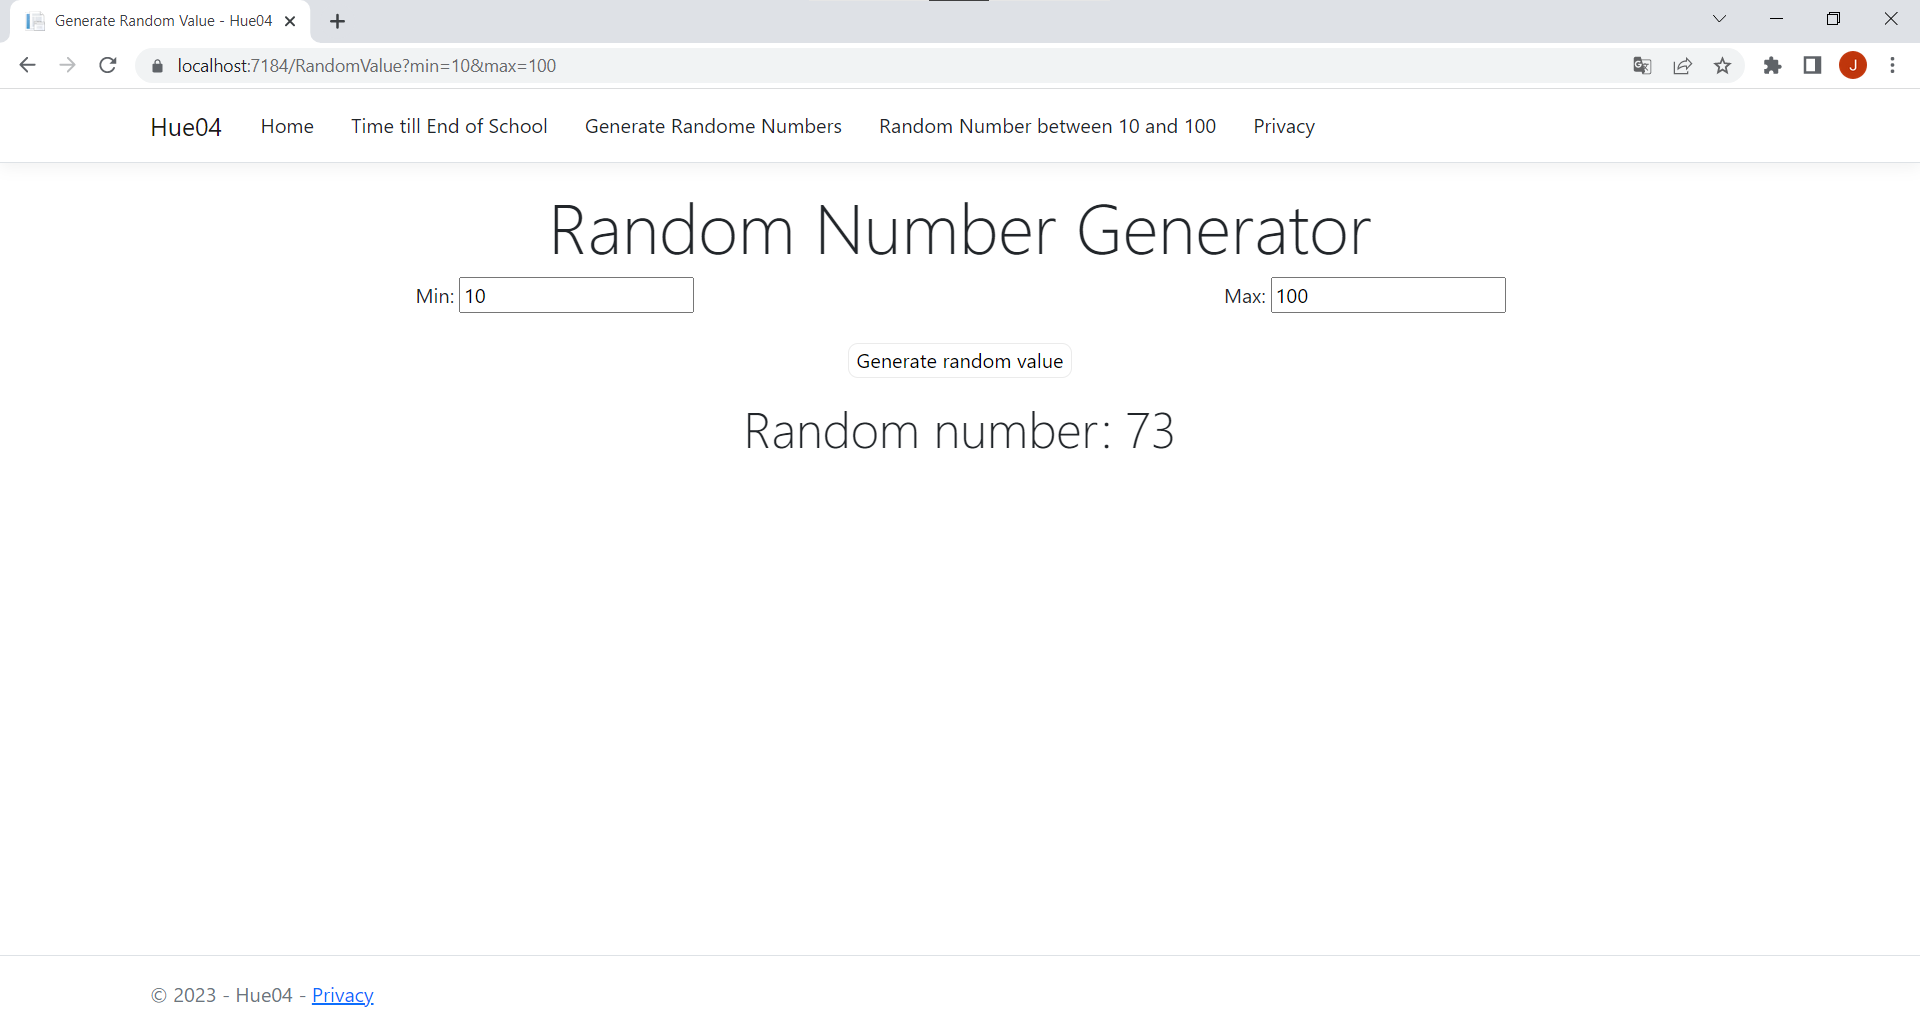 Generate Random Value - Hue04
localhost:7184/RandomValue?min=10&max=100
J
Hue04 Home Time till End of School Generate Randome Numbers Random Number between 10 and 100 Privacy
Random Number Generator
Min: 10 Max: 100
Generate random value
Random number: 73
© 2023 - Hue04 - Privacy